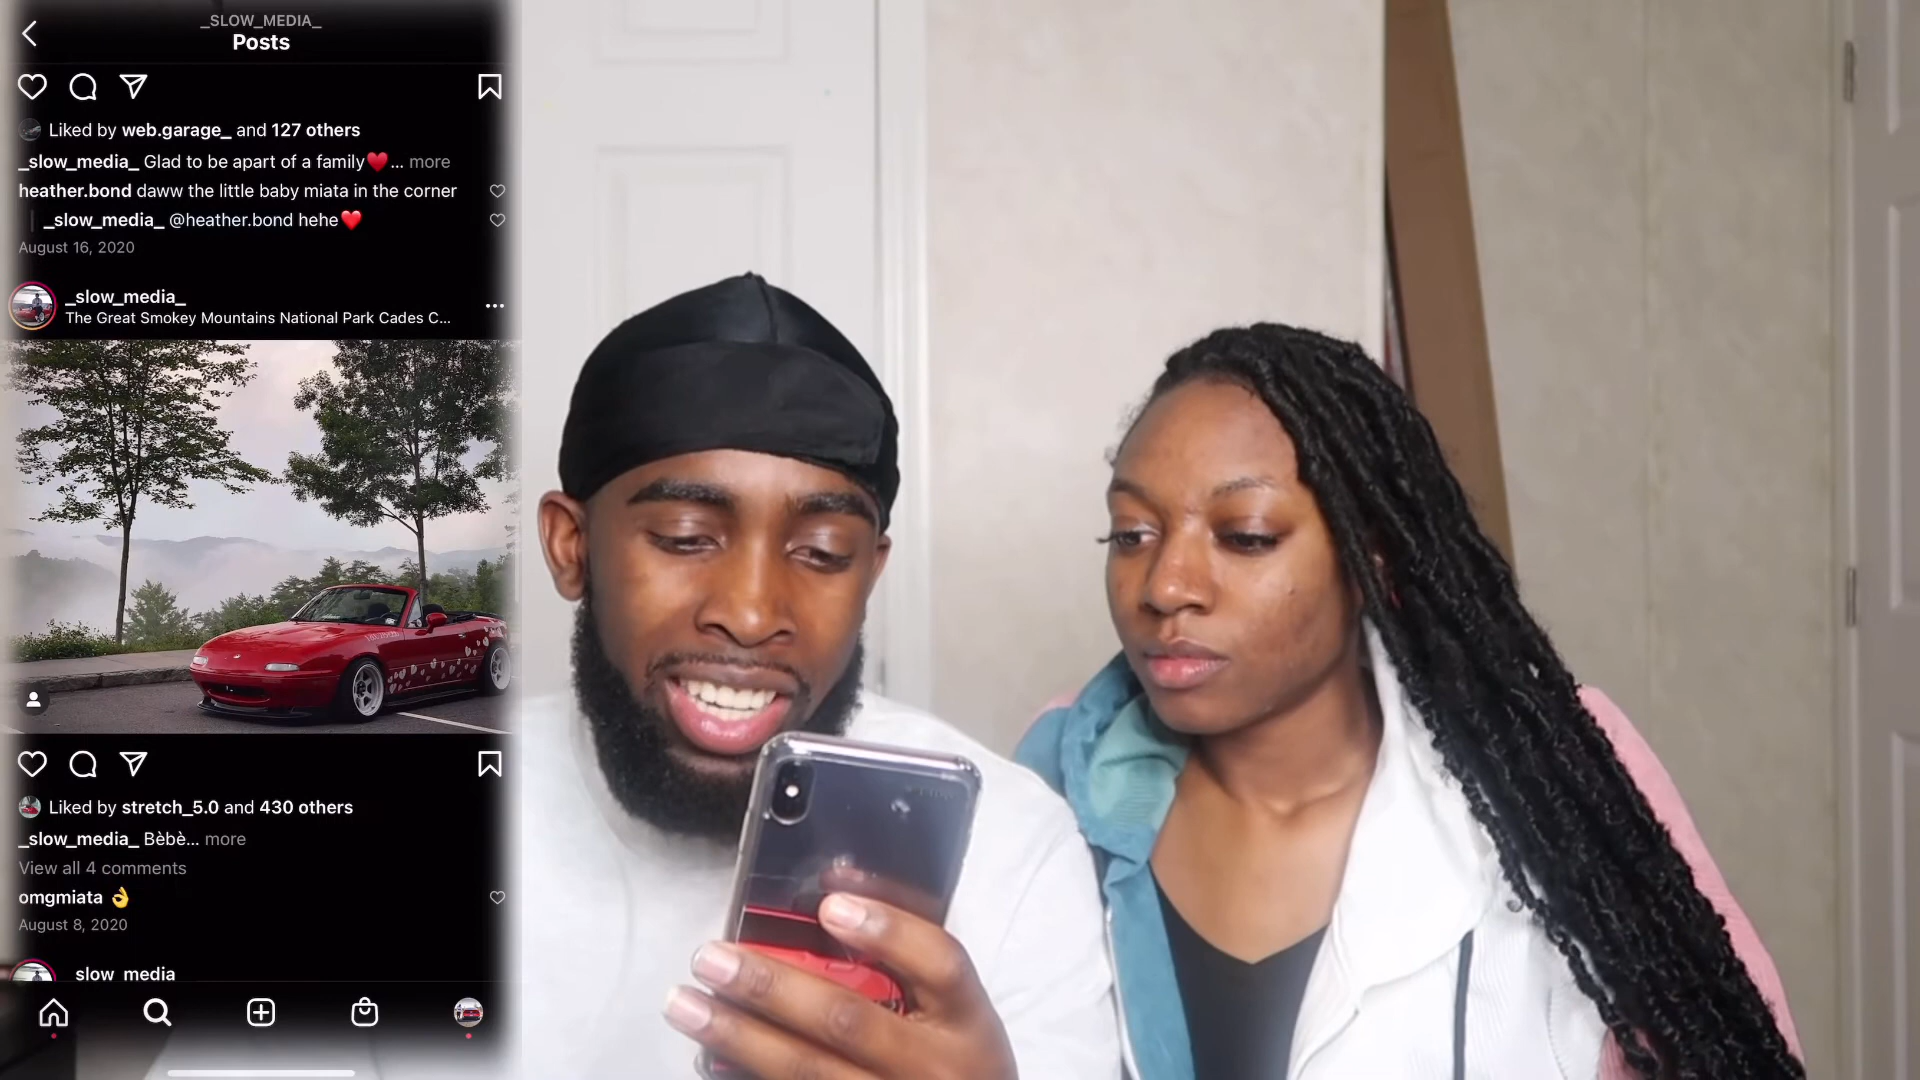 _SLOW_MEDIA_
Posts
Liked by web.garage_ and 127 others
_slow_media_ Glad to be apart of a family❤️... more
heather.bond daww the little baby miata in the corner
_slow_media_ @heather.bond hehe❤️
August 16, 2020
_slow_media_
The Great Smokey Mountains National Park Cades C...
Liked by stretch_5.0 and 430 others
_slow_media_ Bèbè... more
View all 4 comments
omgmiata 👌
August 8, 2020
slow media